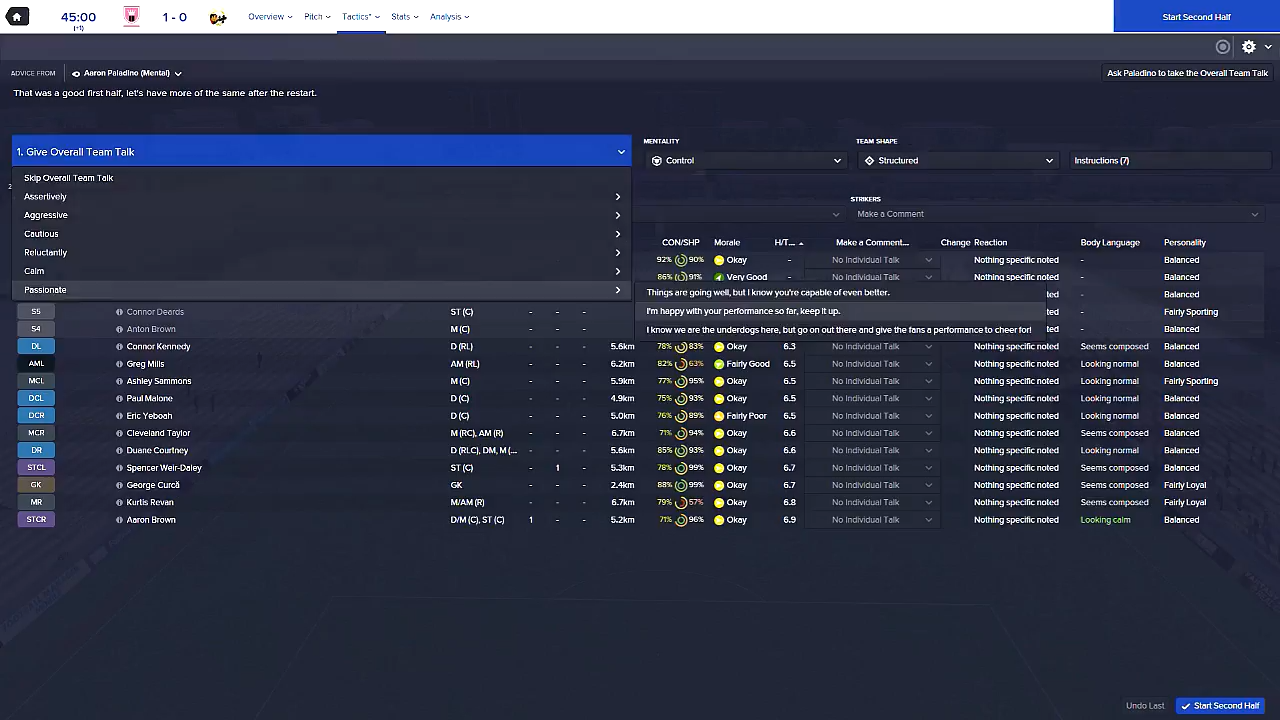 45:00 (+1) 1 - 0 Overview Pitch Tactics* Stats Analysis Start Second Half
ADVICE FROM Aaron Paladino (Mental) Ask Paladino to take the Overall Team Talk
That was a good first half, let's have more of the same after the restart.
MENTALITY TEAM SHAPE
1. Give Overall Team Talk
Control Structured Instructions (7)
Skip Overall Team Talk
2
Assertively STRIKERS
Aggressive Make a Comment
Cautious
CON/SHP Morale H/T... Make a Comment... Change Reaction Body Language Personality
Reluctantly
92% 90% Okay - No Individual Talk Nothing specific noted - Balanced
Calm
86% 91% Very Good - No Individual Talk Nothing specific noted - Balanced
Passionate
Things are going well, but I know you're capable of even better. - Balanced
S5 Connor Deards ST (C) - - - I'm happy with your performance so far, keep it up. - Fairly Sporting
S4 Anton Brown M (C) - - - I know we are the underdogs here, but go on out there and give the fans a performance to cheer for! - Balanced
DL Connor Kennedy D (RL) - - - 5.6km 78% 83% Okay 6.3 No Individual Talk Nothing specific noted Seems composed Balanced
AML Greg Mills AM (RL) - - - 6.2km 82% 63% Fairly Good 6.5 No Individual Talk Nothing specific noted Looking normal Balanced
MCL Ashley Sammons M (C) - - - 5.9km 77% 95% Okay 6.5 No Individual Talk Nothing specific noted Looking normal Fairly Sporting
DCL Paul Malone D (C) - - - 4.9km 75% 93% Okay 6.5 No Individual Talk Nothing specific noted Looking normal Balanced
DCR Eric Yeboah D (C) - - - 5.0km 76% 89% Fairly Poor 6.5 No Individual Talk Nothing specific noted Looking normal Balanced
MCR Cleveland Taylor M (RC), AM (R) - - - 6.7km 71% 94% Okay 6.6 No Individual Talk Nothing specific noted Seems composed Balanced
DR Duane Courtney D (RLC), DM, M (... - - - 5.6km 85% 93% Okay 6.6 No Individual Talk Nothing specific noted Looking normal Balanced
STCL Spencer Weir-Daley ST (C) - 1 - 5.3km 78% 99% Okay 6.7 No Individual Talk Nothing specific noted Seems composed Balanced
GK George Curcă GK - - - 2.4km 88% 99% Okay 6.7 No Individual Talk Nothing specific noted Seems composed Fairly Loyal
MR Kurtis Revan M/AM (R) - - - 6.7km 79% 57% Okay 6.8 No Individual Talk Nothing specific noted Seems composed Fairly Loyal
STCR Aaron Brown D/M (C), ST (C) 1 - - 5.2km 71% 96% Okay 6.9 No Individual Talk Nothing specific noted Looking calm Balanced
Undo Last Start Second Half